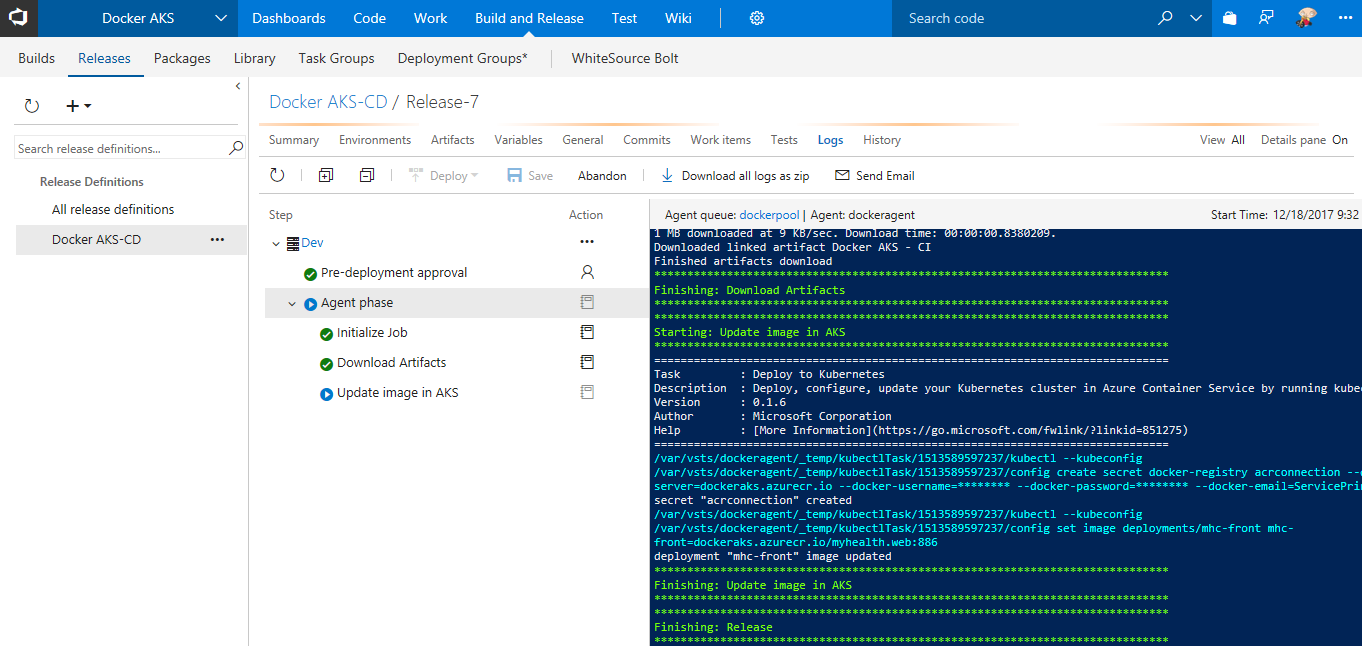 Docker AKS
Dashboards Code Work Build and Release Test Wiki
Search code
Builds Releases Packages Library Task Groups Deployment Groups* WhiteSource Bolt
Docker AKS-CD / Release-7
Search release definitions...
Release Definitions
All release definitions
Docker AKS-CD ...
Summary Environments Artifacts Variables General Commits Work items Tests Logs History
View All Details pane On
Deploy Save Abandon Download all logs as zip Send Email
Step Action
Dev ...
Pre-deployment approval
Agent phase
Initialize Job
Download Artifacts
Update image in AKS
Agent queue: dockerpool | Agent: dockeragent Start Time: 12/18/2017 9:32
1 MB downloaded at 9 KB/sec. Download time: 00:00:00.8380209.
Downloaded linked artifact Docker AKS - CI
Finished artifacts download
******************************************************************************
Finishing: Download Artifacts
******************************************************************************
******************************************************************************
Starting: Update image in AKS
******************************************************************************
==============================================================================
Task : Deploy to Kubernetes
Description : Deploy, configure, update your Kubernetes cluster in Azure Container Service by running kubec
Version : 0.1.6
Author : Microsoft Corporation
Help : [More Information](https://go.microsoft.com/fwlink/?linkid=851275)
==============================================================================
/var/vsts/dockeragent/_temp/kubectlTask/1513589597237/kubectl --kubeconfig
/var/vsts/dockeragent/_temp/kubectlTask/1513589597237/config create secret docker-registry acrconnection --d
server=dockeraks.azurecr.io --docker-username=******** --docker-password=******** --docker-email=ServicePrin
secret "acrconnection" created
/var/vsts/dockeragent/_temp/kubectlTask/1513589597237/kubectl --kubeconfig
/var/vsts/dockeragent/_temp/kubectlTask/1513589597237/config set image deployments/mhc-front mhc-
front=dockeraks.azurecr.io/myhealth.web:886
deployment "mhc-front" image updated
******************************************************************************
Finishing: Update image in AKS
******************************************************************************
******************************************************************************
Finishing: Release
******************************************************************************